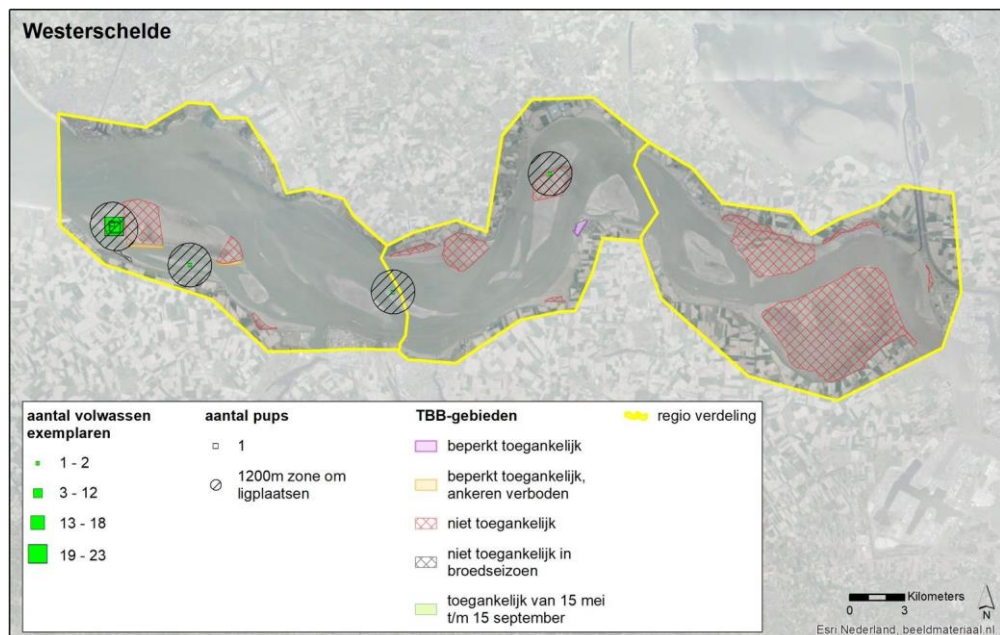 Westerschelde
aantal volwassen
exemplaren
1 - 2
3 - 12
13 - 18
19 - 23
aantal pups
1
1200m zone om
ligplaatsen
TBB-gebieden
beperkt toegankelijk
beperkt toegankelijk,
ankeren verboden
niet toegankelijk
niet toegankelijk in
broedseizoen
toegankelijk van 15 mei
t/m 15 september
regio verdeling
Kilometers
0 3
N
Esri Nederland, beeldmateriaal.nl